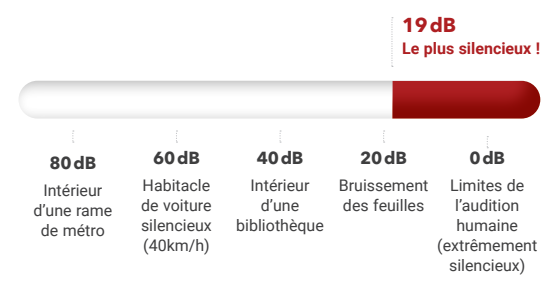 19 dB
Le plus silencieux !
80 dB
Intérieur
d'une rame
de métro
60 dB
Habitacle
de voiture
silencieux
(40km/h)
40 dB
Intérieur
d'une
bibliothèque
20 dB
Bruissement
des feuilles
0 dB
Limites de
l'audition
humaine
(extrêmement
silencieux)